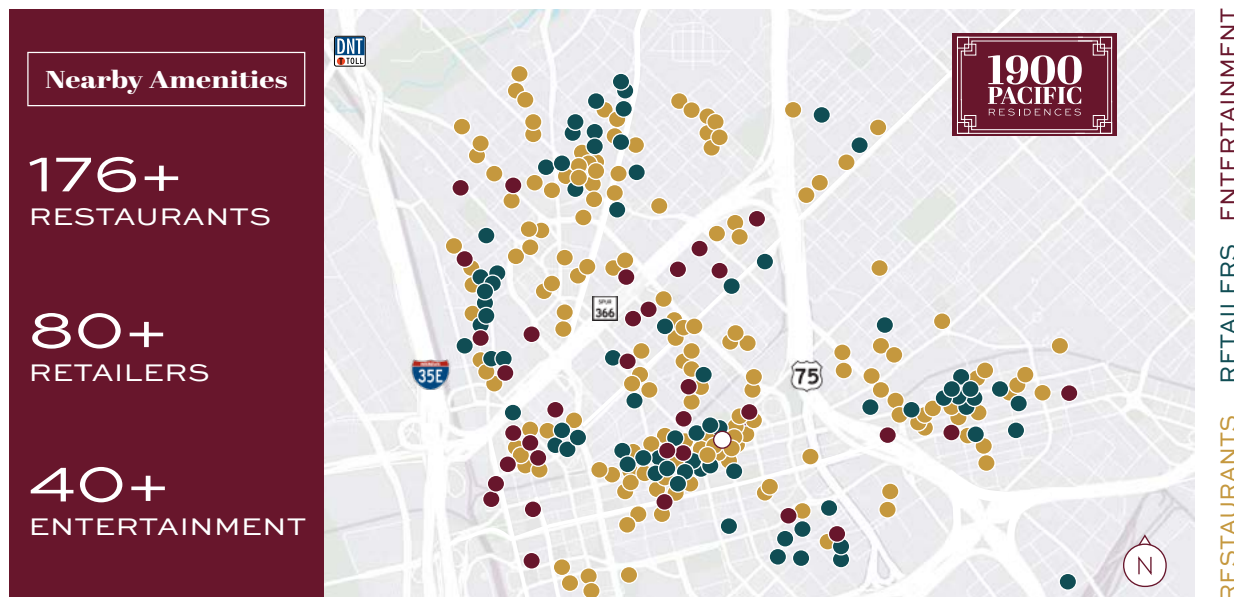 Nearby Amenities
176+
RESTAURANTS
80+
RETAILERS
40+
ENTERTAINMENT
DNT
TOLL
SPUR
366
35E
75
1900
PACIFIC
RESIDENCES
N
RESTAURANTS RETAILERS ENTERTAINMENT